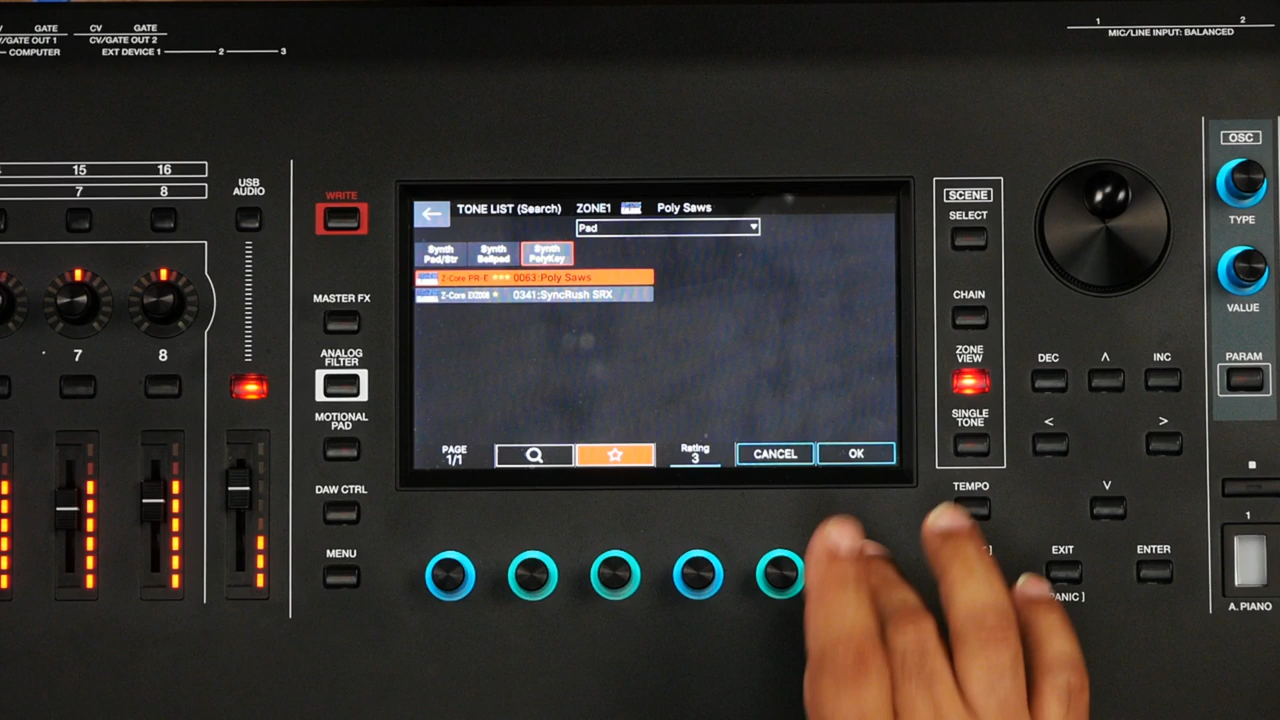 GATE
CV GATE
V/GATE OUT 1
CV/GATE OUT 2
COMPUTER
EXT DEVICE 1
2
3
1
2
MIC/LINE INPUT: BALANCED
15
16
7
8
USB
AUDIO
7
8
WRITE
MASTER FX
ANALOG
FILTER
MOTIONAL
PAD
DAW CTRL
MENU
TONE LIST (Search) ZONE1 Poly Saws
Pad
Synth
Pad/Str
Synth
Bellpad
Synth
PolyKey
Z-Core PR-E ★★★ 0063:Poly Saws
Z-Core EXZ008 ★ 0341:SyncRush SRX
PAGE
1/1
Rating
3
CANCEL
OK
SCENE
SELECT
CHAIN
ZONE
VIEW
SINGLE
TONE
TEMPO
DEC
INC
EXIT
ENTER
ANIC ]
OSC
TYPE
VALUE
PARAM
1
A. PIANO